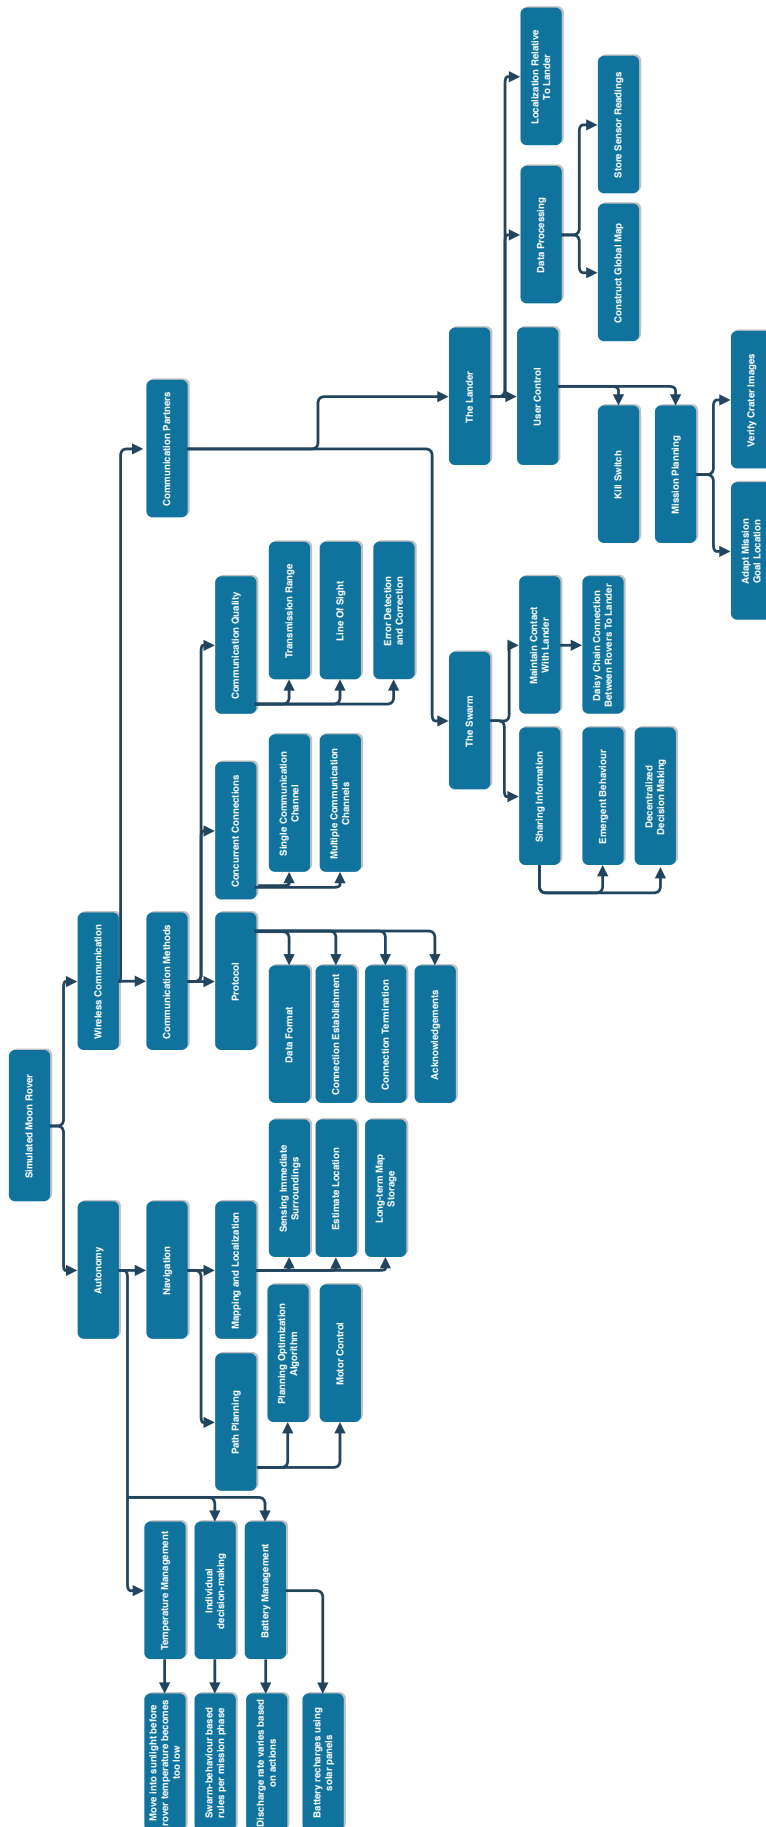 Simulated Moon Rover
Autonomy
Wireless Communication
Navigation
Communication Methods
Communication Partners
Temperature Management
Individual
decision-making
Battery Management
Move into sunlight before
rover temperature becomes
too low
Swarm-behaviour based
rules per mission phase
Discharge rate varies based
on actions
Battery recharges using
solar panels
Path Planning
Mapping and Localization
Planning Optimization
Algorithm
Motor Control
Sensing Immediate
Surroundings
Estimate Location
Long-term Map
Storage
Protocol
Concurrent Connections
Communication Quality
Data Format
Connection Establishment
Connection Termination
Acknowledgements
Single Communication
Channel
Multiple Communication
Channels
Transmission Range
Line Of Sight
Error Detection
and Correction
The Swarm
The Lander
Sharing Information
Maintain Contact
With Lander
Emergent Behaviour
Decentralized
Decision Making
Daisy Chain Connection
Between Rovers To Lander
User Control
Data Processing
Localization Relative
To Lander
Kill Switch
Mission Planning
Construct Global Map
Store Sensor Readings
Adapt Mission
Goal Location
Verify Crater Images